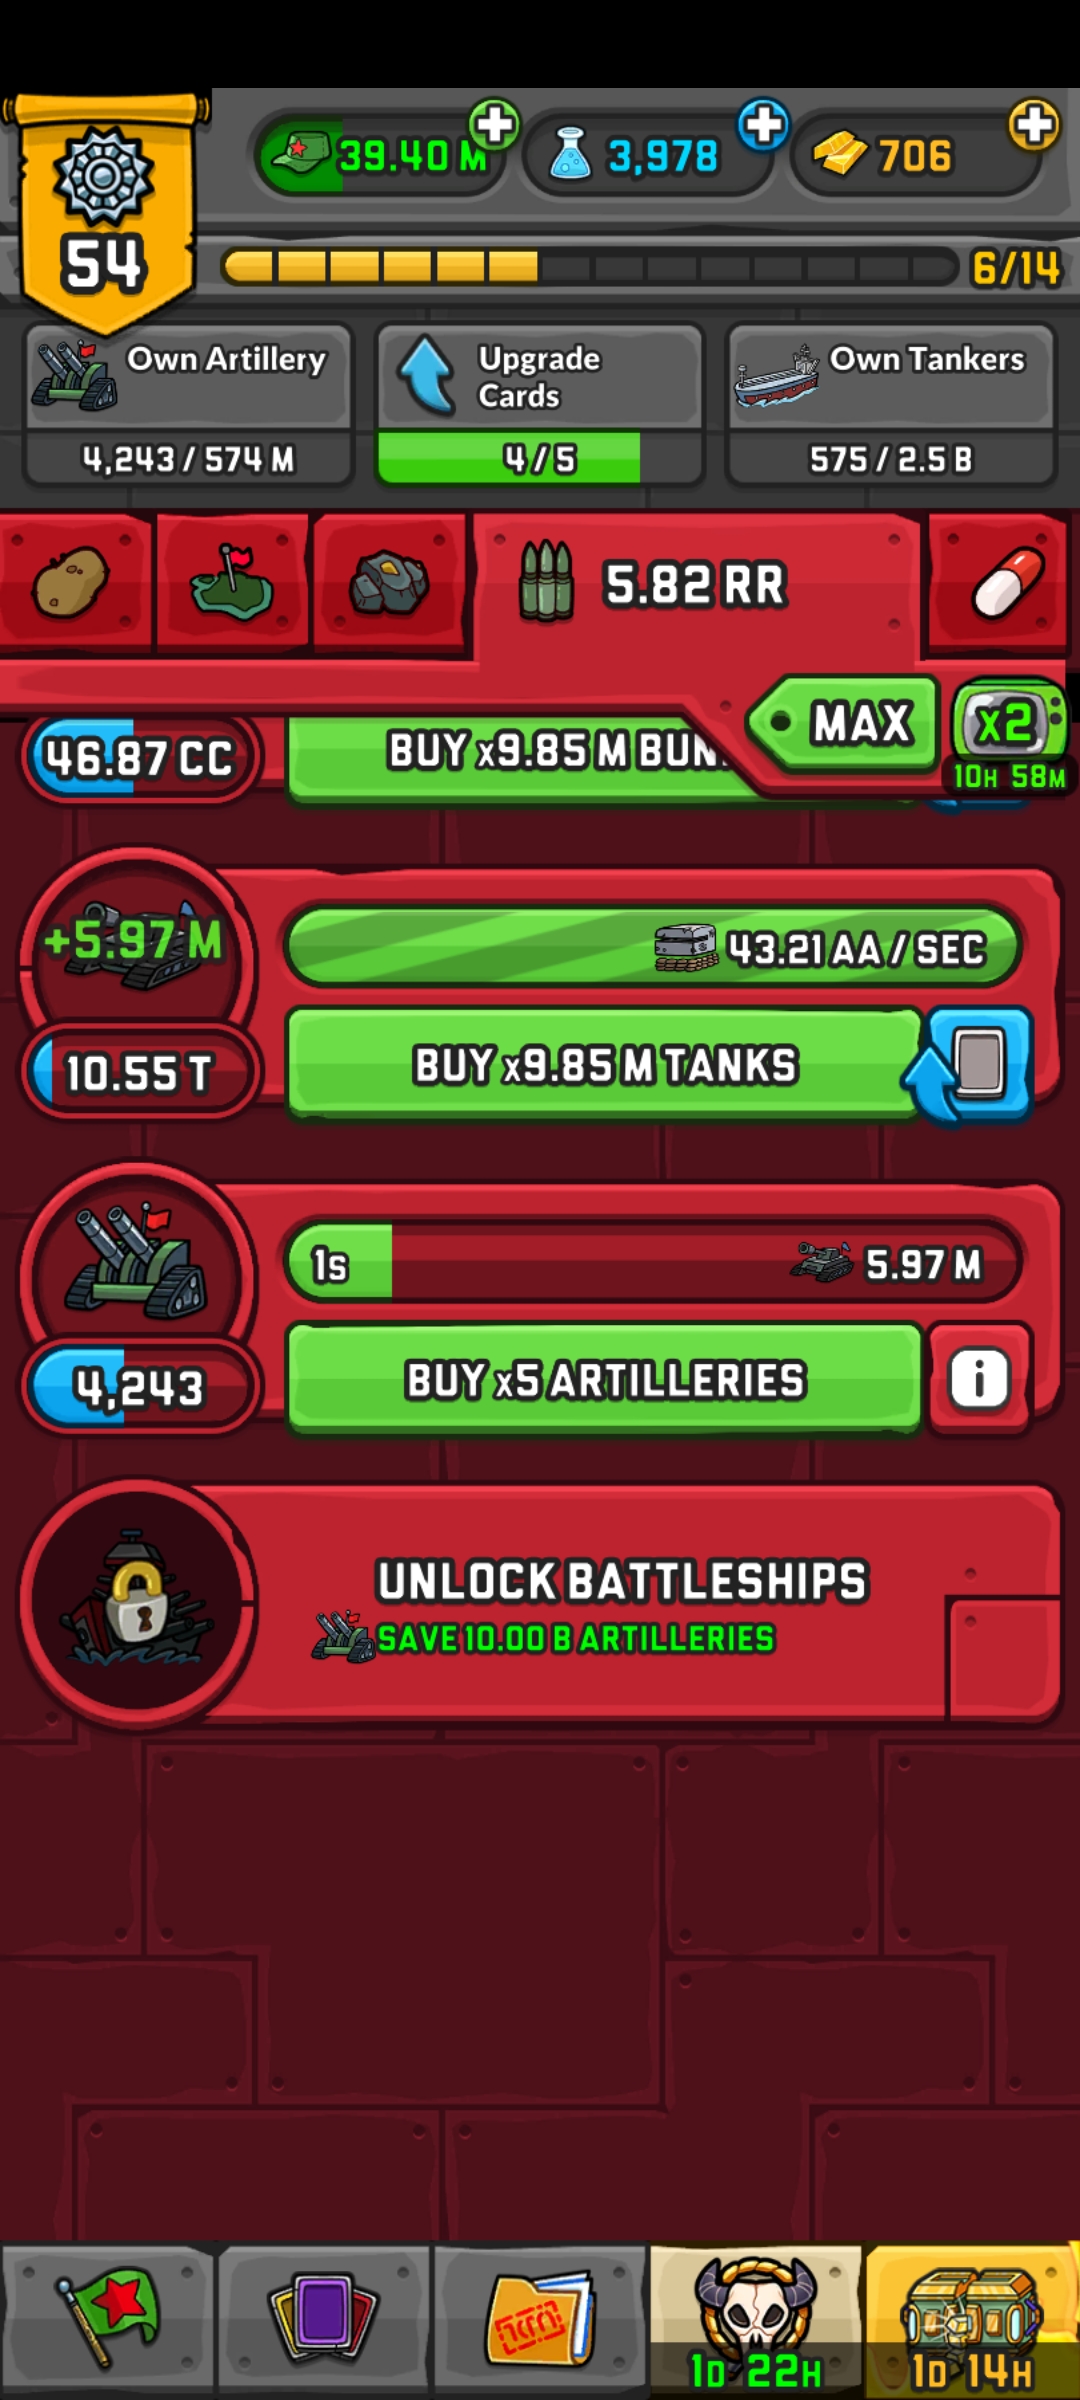 39.40 M
3,978
706
54
6/14
Own Artillery
4,243 / 574 M
Upgrade
Cards
4 / 5
Own Tankers
575 / 2.5 B
5.82 RR
MAX
x2
10H 58M
46.87 CC
BUY x9.85 M BUN.
+5.97 M
43.21 AA / SEC
10.55 T
BUY x9.85 M TANKS
1s
5.97 M
4,243
BUY x5 ARTILLERIES
i
UNLOCK BATTLESHIPS
SAVE 10.00 B ARTILLERIES
1D 22H
1D 14H